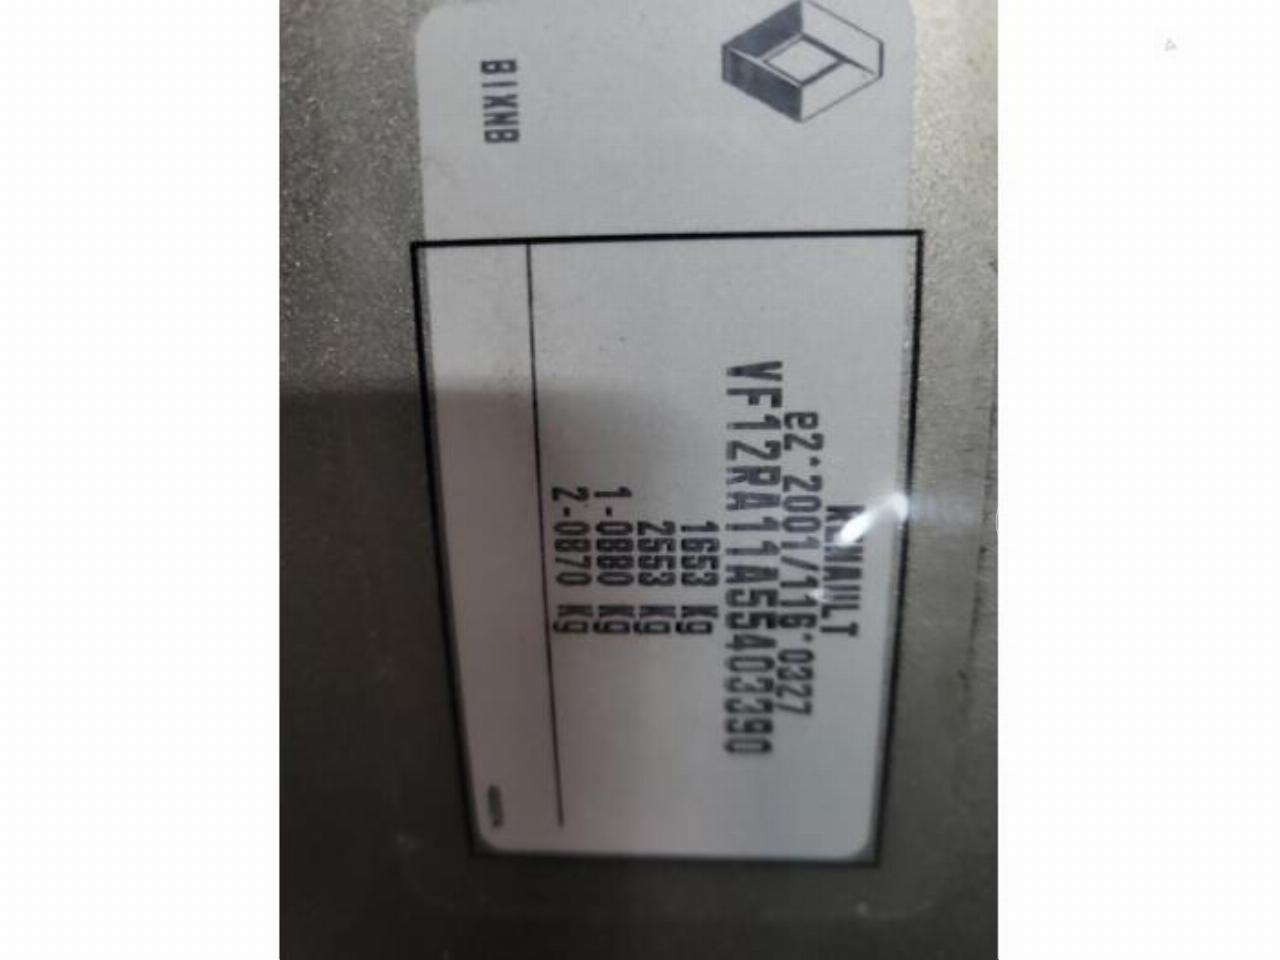 BIXNB
RENAULT
e2*2001/116*0327
VF12RA11A55403390
1653 Kg
2553 Kg
1-0880 Kg
2-0870 Kg